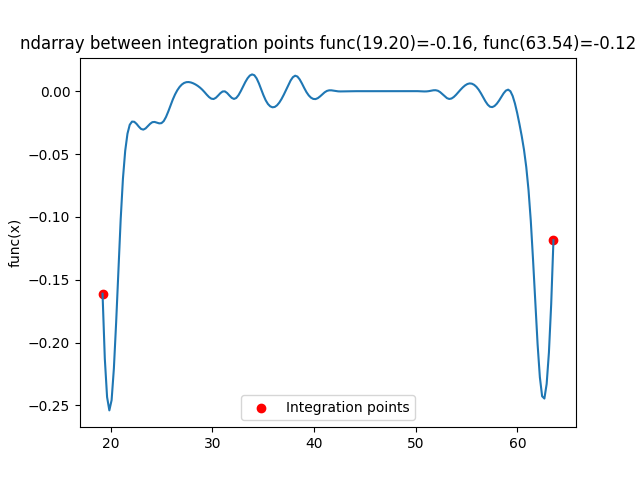 ndarray between integration points func(19.20)=-0.16, func(63.54)=-0.12
0.00
−0.05
−0.10
−0.15
−0.20
−0.25
func(x)
Integration points
20 30 40 50 60